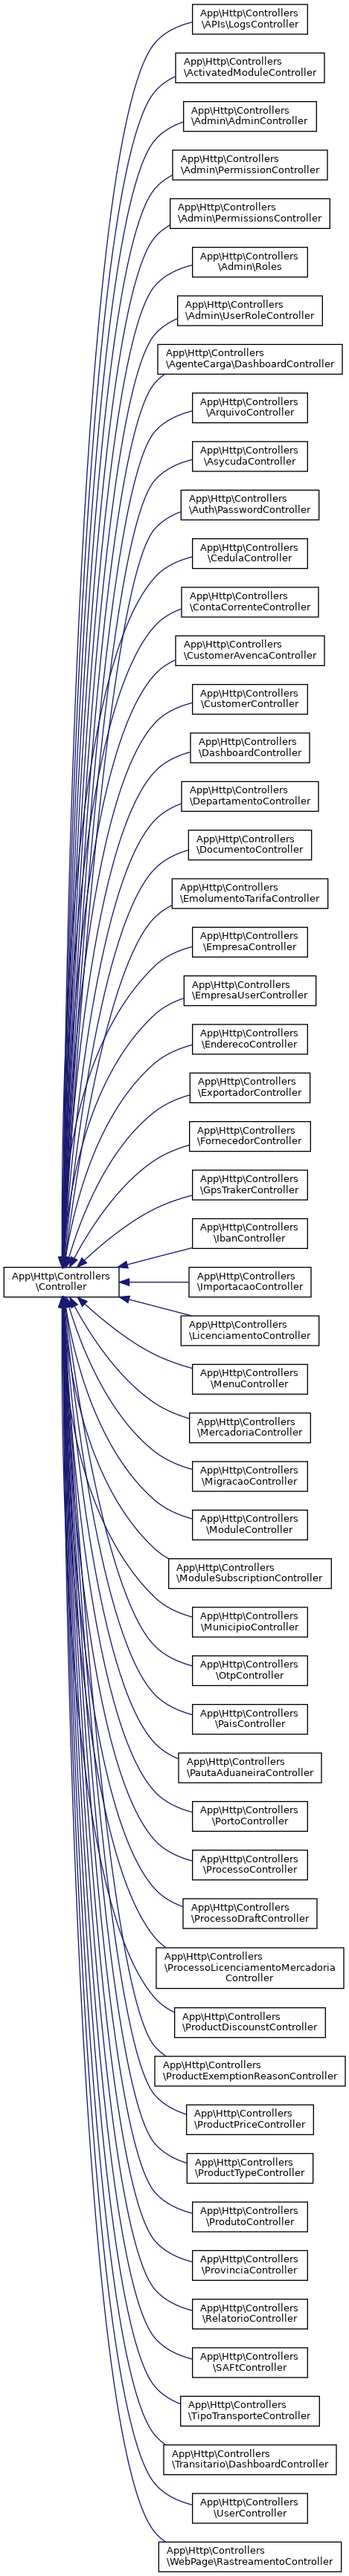 App\Http\Controllers
\APIs\LogsController
App\Http\Controllers
\ActivatedModuleController
App\Http\Controllers
\Admin\AdminController
App\Http\Controllers
\Admin\PermissionController
App\Http\Controllers
\Admin\PermissionsController
App\Http\Controllers
\Admin\Roles
App\Http\Controllers
\Admin\UserRoleController
App\Http\Controllers
\AgenteCarga\DashboardController
App\Http\Controllers
\ArquivoController
App\Http\Controllers
\AsycudaController
App\Http\Controllers
\Auth\PasswordController
App\Http\Controllers
\CedulaController
App\Http\Controllers
\ContaCorrenteController
App\Http\Controllers
\CustomerAvencaController
App\Http\Controllers
\CustomerController
App\Http\Controllers
\DashboardController
App\Http\Controllers
\DepartamentoController
App\Http\Controllers
\DocumentoController
App\Http\Controllers
\EmolumentoTarifaController
App\Http\Controllers
\EmpresaController
App\Http\Controllers
\EmpresaUserController
App\Http\Controllers
\EnderecoController
App\Http\Controllers
\ExportadorController
App\Http\Controllers
\FornecedorController
App\Http\Controllers
\GpsTrakerController
App\Http\Controllers
\IbanController
App\Http\Controllers
\Controller
App\Http\Controllers
\ImportacaoController
App\Http\Controllers
\LicenciamentoController
App\Http\Controllers
\MenuController
App\Http\Controllers
\MercadoriaController
App\Http\Controllers
\MigracaoController
App\Http\Controllers
\ModuleController
App\Http\Controllers
\ModuleSubscriptionController
App\Http\Controllers
\MunicipioController
App\Http\Controllers
\OtpController
App\Http\Controllers
\PaisController
App\Http\Controllers
\PautaAduaneiraController
App\Http\Controllers
\PortoController
App\Http\Controllers
\ProcessoController
App\Http\Controllers
\ProcessoDraftController
App\Http\Controllers
\ProcessoLicenciamentoMercadoria
Controller
App\Http\Controllers
\ProductDiscounstController
App\Http\Controllers
\ProductExemptionReasonController
App\Http\Controllers
\ProductPriceController
App\Http\Controllers
\ProductTypeController
App\Http\Controllers
\ProdutoController
App\Http\Controllers
\ProvinciaController
App\Http\Controllers
\RelatorioController
App\Http\Controllers
\SAFtController
App\Http\Controllers
\TipoTransporteController
App\Http\Controllers
\Transitario\DashboardController
App\Http\Controllers
\UserController
App\Http\Controllers
\WebPage\RastreamentoController